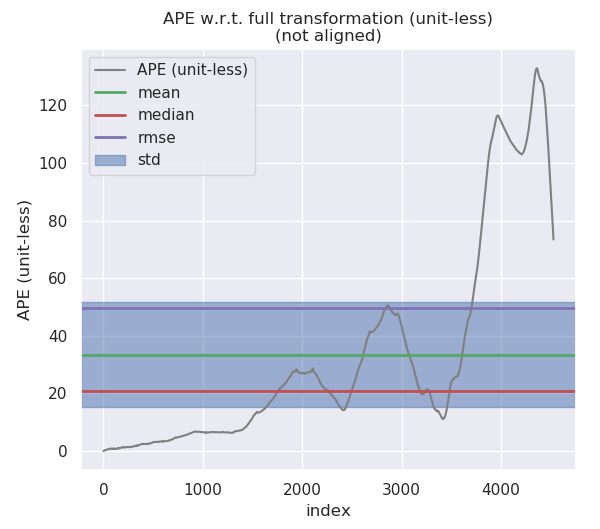 APE w.r.t. full transformation (unit-less)
(not aligned)
APE (unit-less)
mean
median
rmse
std
APE (unit-less)
120
100
80
60
40
20
0
0 1000 2000 3000 4000
index